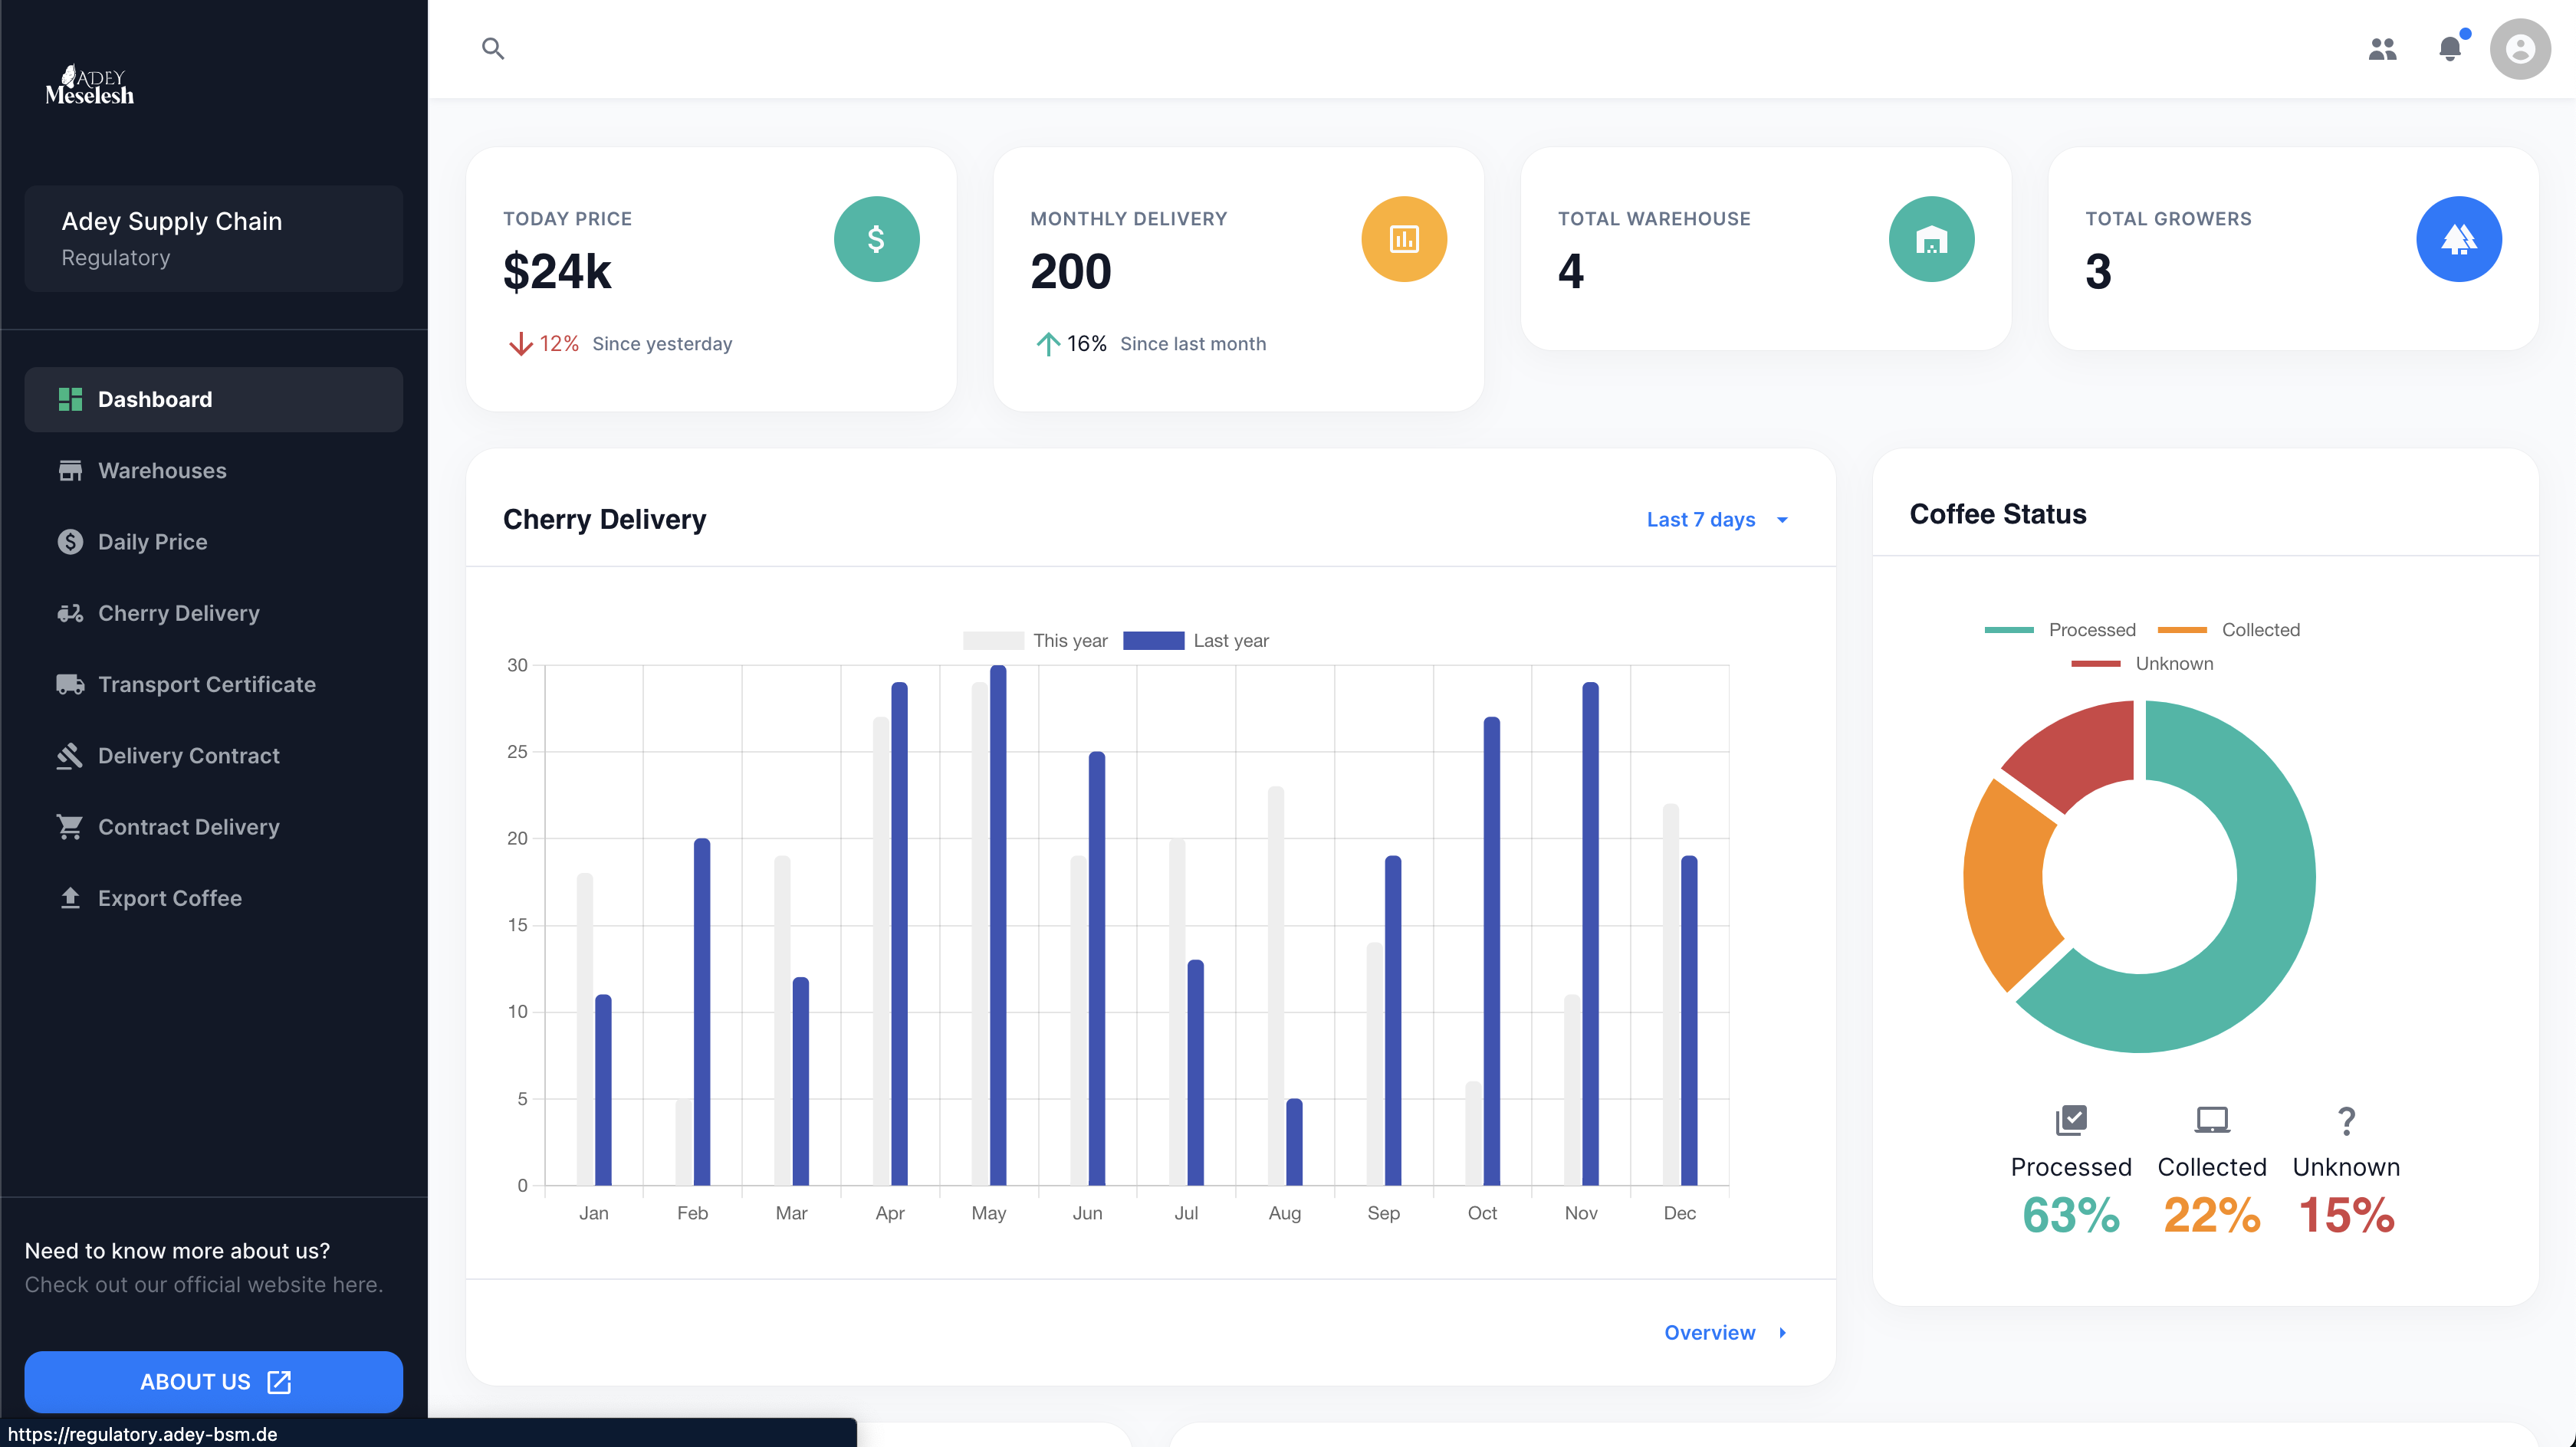 ADEY
Meselesh
Adey Supply Chain
Regulatory
Dashboard
Warehouses
Daily Price
Cherry Delivery
Transport Certificate
Delivery Contract
Contract Delivery
Export Coffee
Need to know more about us?
Check out our official website here.
ABOUT US
https://regulatory.adey-bsm.de
TODAY PRICE
$24k
12% Since yesterday
MONTHLY DELIVERY
200
16% Since last month
TOTAL WAREHOUSE
4
TOTAL GROWERS
3
Cherry Delivery
Last 7 days
This year Last year
30
25
20
15
10
5
0
Jan Feb Mar Apr May Jun Jul Aug Sep Oct Nov Dec
Overview
Coffee Status
Processed Collected
Unknown
Processed Collected Unknown
63% 22% 15%